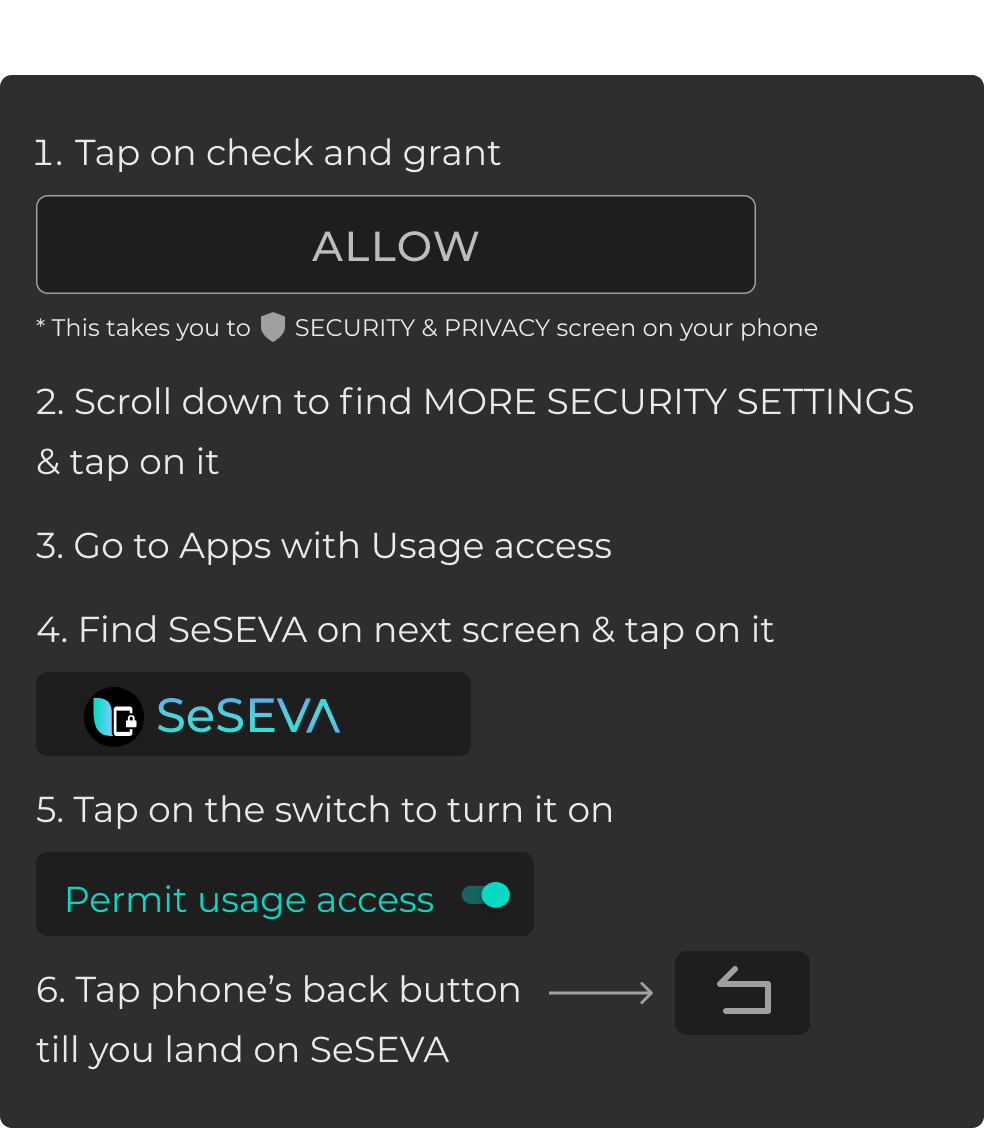 1. Tap on check and grant
ALLOW
* This takes you to SECURITY & PRIVACY screen on your phone
2. Scroll down to find MORE SECURITY SETTINGS
& tap on it
3. Go to Apps with Usage access
4. Find SeSEVA on next screen & tap on it
SeSEVA
5. Tap on the switch to turn it on
Permit usage access
6. Tap phone’s back button
till you land on SeSEVA